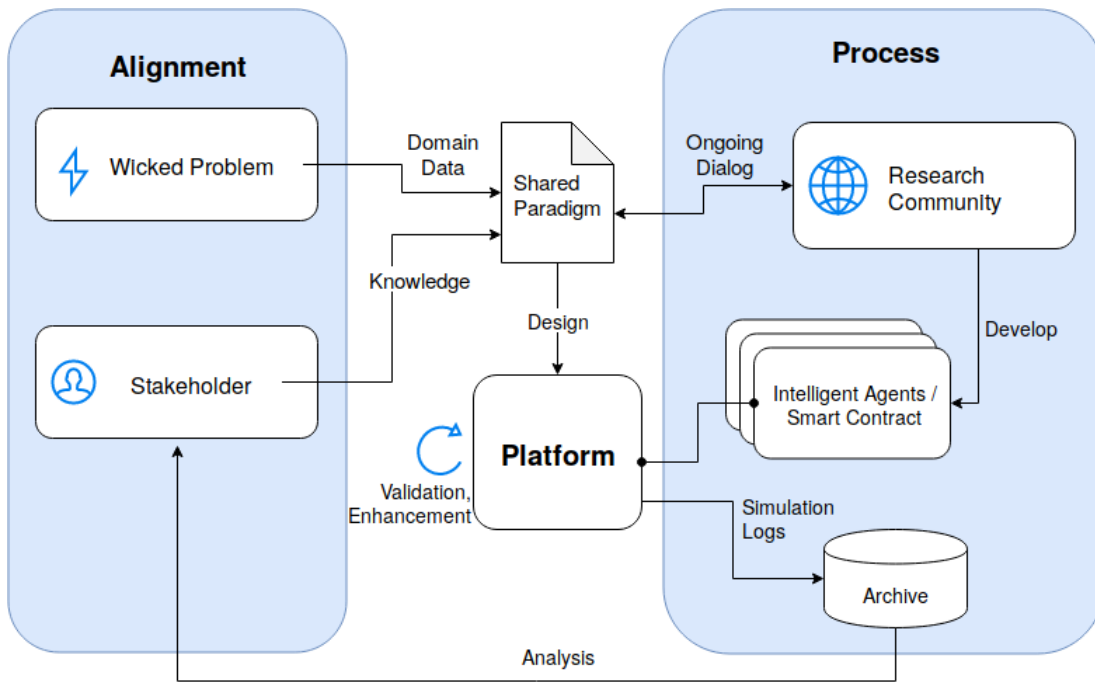 Alignment
Process
Wicked Problem
Domain
Data
Shared
Paradigm
Ongoing
Dialog
Research
Community
Knowledge
Design
Develop
Stakeholder
Intelligent Agents /
Smart Contract
Platform
Validation,
Enhancement
Simulation
Logs
Archive
Analysis